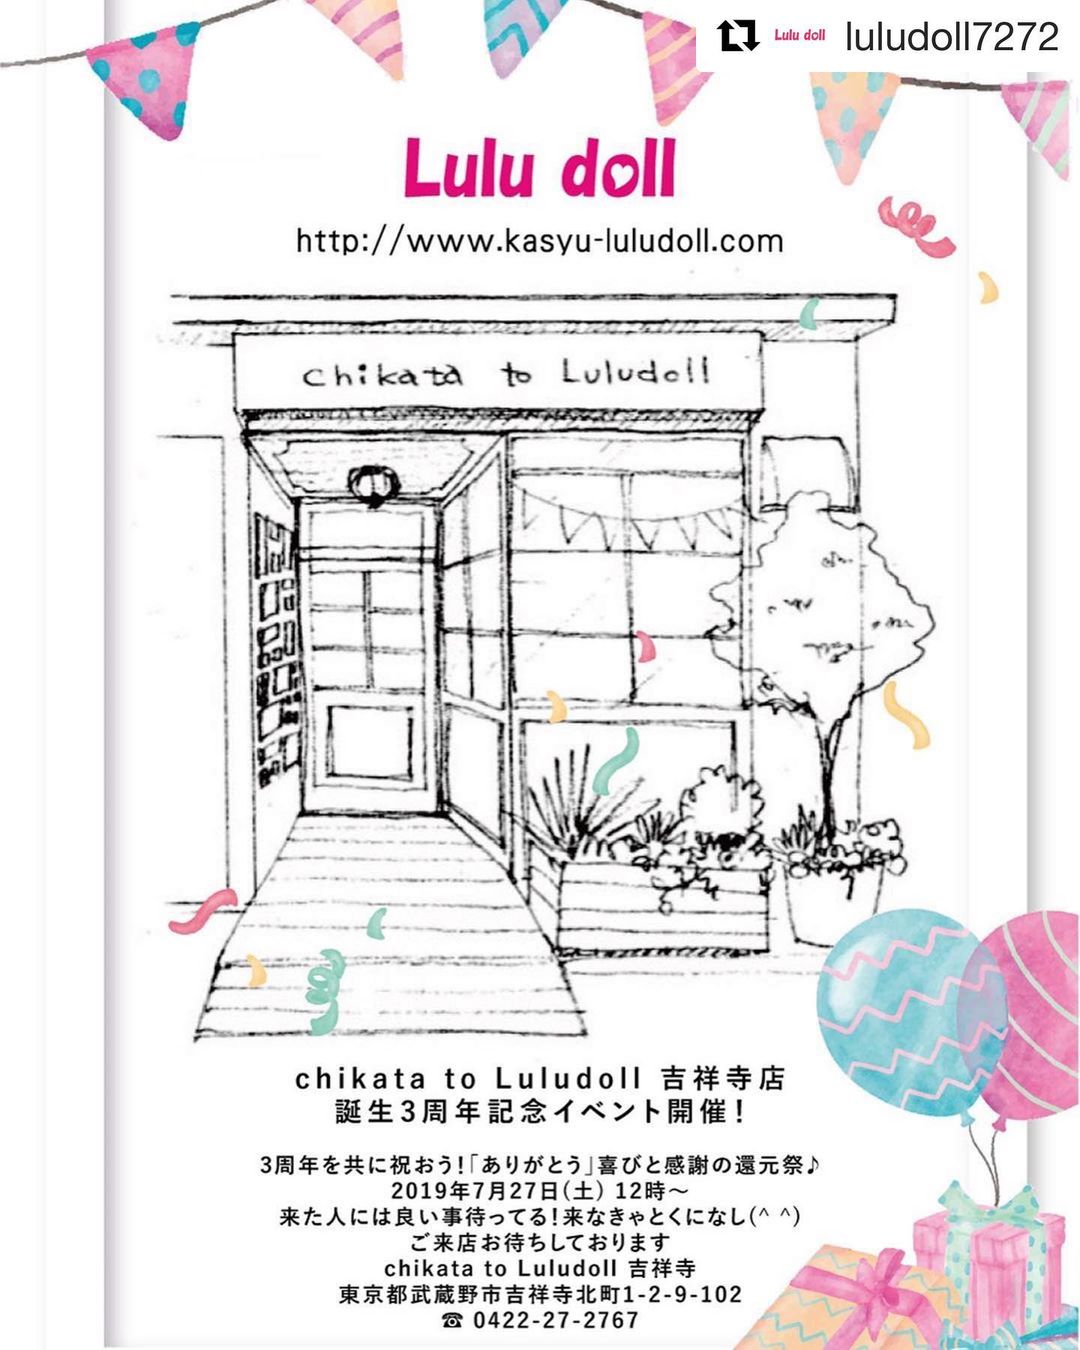 Lulu doll luludoll7272
Lulu doll
http://www.kasyu-luludoll.com
chikata to Luludoll
chikata to Luludoll 吉祥寺店
誕生3周年記念イベント開催！
3周年を共に祝おう！「ありがとう」喜びと感謝の還元祭♪
2019年7月27日(土) 12時〜
来た人には良い事待ってる！来なきゃとくになし(^ ^)
ご来店お待ちしております
chikata to Luludoll 吉祥寺
東京都武蔵野市吉祥寺北町1-2-9-102
☎ 0422-27-2767